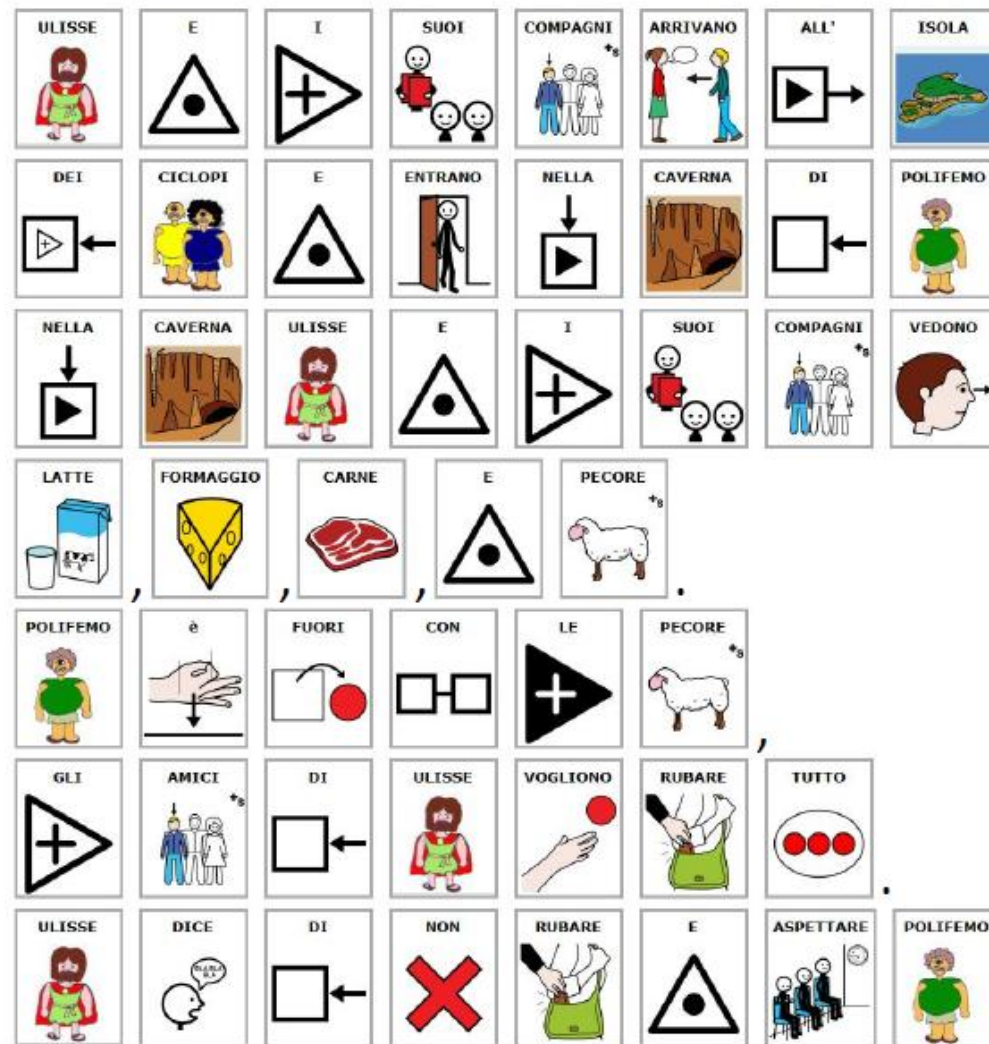 ULISSE E I SUOI COMPAGNI ARRIVANO ALL' ISOLA
DEI CICLOPI E ENTRANO NELLA CAVERNA DI POLIFEMO
NELLA CAVERNA ULISSE E I SUOI COMPAGNI VEDONO
LATTE , FORMAGGIO , CARNE , E PECORE .
POLIFEMO è FUORI CON LE PECORE ,
GLI AMICI DI ULISSE VOGLIONO RUBARE TUTTO .
ULISSE DICE DI NON RUBARE E ASPETTARE POLIFEMO